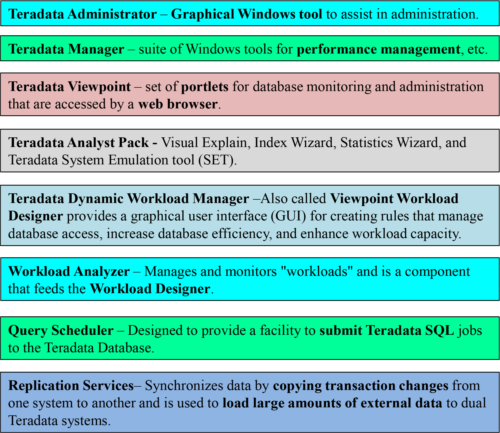 Teradata Administrator – Graphical Windows tool to assist in administration.
Teradata Manager – suite of Windows tools for performance management, etc.
Teradata Viewpoint – set of portlets for database monitoring and administration
that are accessed by a web browser.
Teradata Analyst Pack - Visual Explain, Index Wizard, Statistics Wizard, and
Teradata System Emulation tool (SET).
Teradata Dynamic Workload Manager –Also called Viewpoint Workload
Designer provides a graphical user interface (GUI) for creating rules that manage
database access, increase database efficiency, and enhance workload capacity.
Workload Analyzer – Manages and monitors "workloads" and is a component
that feeds the Workload Designer.
Query Scheduler – Designed to provide a facility to submit Teradata SQL jobs
to the Teradata Database.
Replication Services– Synchronizes data by copying transaction changes from
one system to another and is used to load large amounts of external data to dual
Teradata systems.